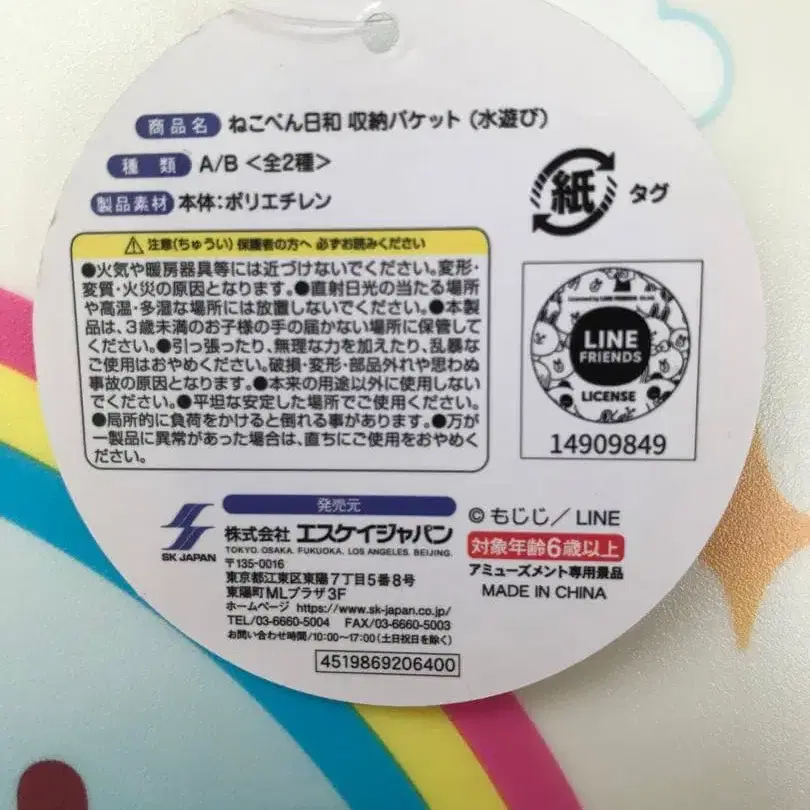 商品名 ねこぺん日和 収納バケット (水遊び)
種類 A/B <全2種>
製品素材 本体:ポリエチレン
紙 タグ
⚠ 注意(ちゅうい) 保護者の方へ 必ずお読みください
●火気や暖房器具等には近づけないでください。変形・
変質・火災の原因となります。●直射日光の当たる場所
や高温・多湿な場所には放置しないでください。●本製
品は、3歳未満のお子様の手の届かない場所に保管して
ください。●引っ張ったり、無理な力を加えたり、乱暴な
ご使用はおやめください。破損・変形・部品外れや思わぬ
事故の原因となります。●本来の用途以外に使用しない
でください。●平坦な安定した場所でご使用ください。
●局所的に負荷をかけると倒れる事があります。●万が
一製品に異常があった場合は、直ちにご使用をおやめく
ださい。
LINE
FRIENDS
LICENSE
14909849
発売元
SK JAPAN
株式会社 エスケイジャパン
TOKYO. OSAKA. FUKUOKA. LOS ANGELES. BEIJING.
〒135-0016
東京都江東区東陽7丁目5番8号
東陽町MLプラザ3F
ホームページ https://www.sk-japan.co.jp/
TEL/03-6660-5004 FAX/03-6660-5003
お問い合わせ時間/10:00〜17:00(土日祝日を除く)
4519869206400
© もじじ/LINE
対象年齢6歳以上
アミューズメント専用景品
MADE IN CHINA